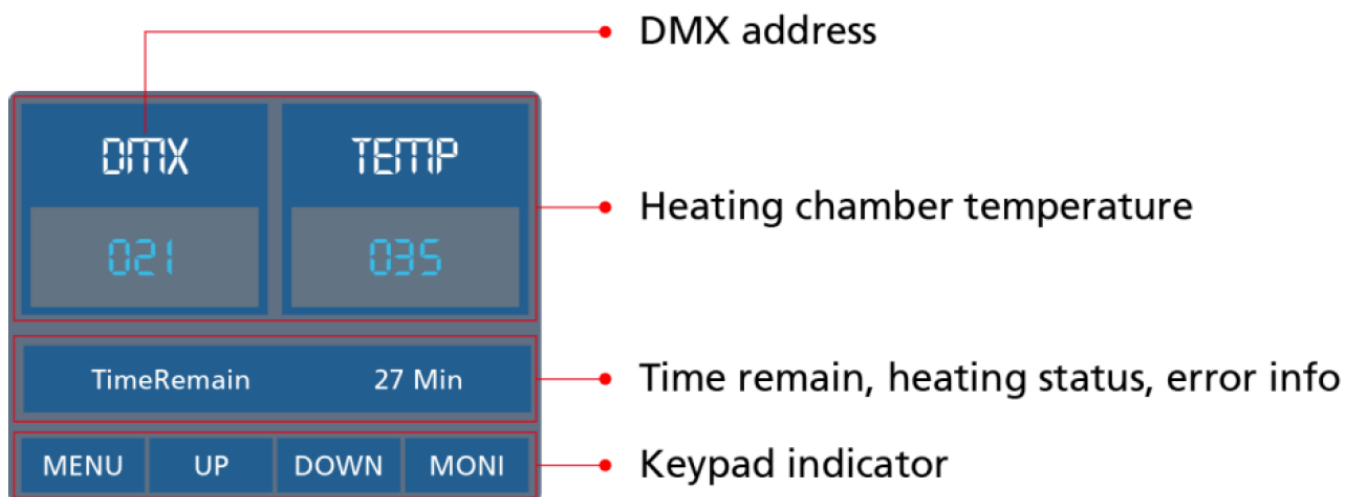 DMX address
DMX TEMP
Heating chamber temperature
021 035
TimeRemain 27 Min
Time remain, heating status, error info
MENU UP DOWN MONI
Keypad indicator